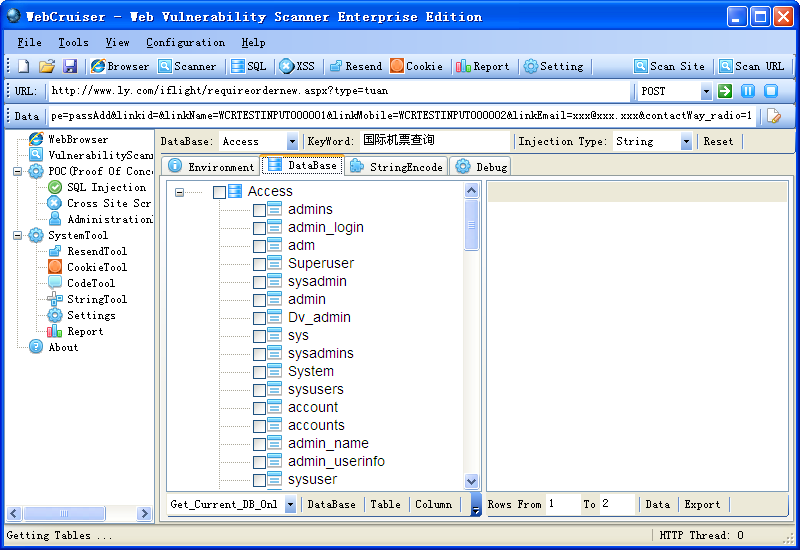 WebCruiser - Web Vulnerability Scanner Enterprise Edition
File Tools View Configuration Help
Browser Scanner SQL XSS Resend Cookie Report Setting Scan Site Scan URL
URL: http://www.ly.com/iflight/requireordernew.aspx?type=tuan POST
Data pe=passAdd&linkid=&linkName=WCRTESTINPUT000001&linkMobile=WCRTESTINPUT000002&linkEmail=xxx@xxx.xxx&contactWay_radio=1
WebBrowser
VulnerabilityScan
POC(Proof Of Conce
SQL Injection
Cross Site Scr
Administration
SystemTool
ResendTool
CookieTool
CodeTool
StringTool
Settings
Report
About
DataBase: Access KeyWord: 国际机票查询 Injection Type: String Reset
Environment DataBase StringEncode Debug
Access
admins
admin_login
adm
Superuser
sysadmin
admin
Dv_admin
sys
sysadmins
System
sysusers
account
accounts
admin_name
admin_userinfo
sysuser
Get_Current_DB_Onl DataBase Table Column Rows From 1 To 2 Data Export
Getting Tables ... HTTP Thread: 0